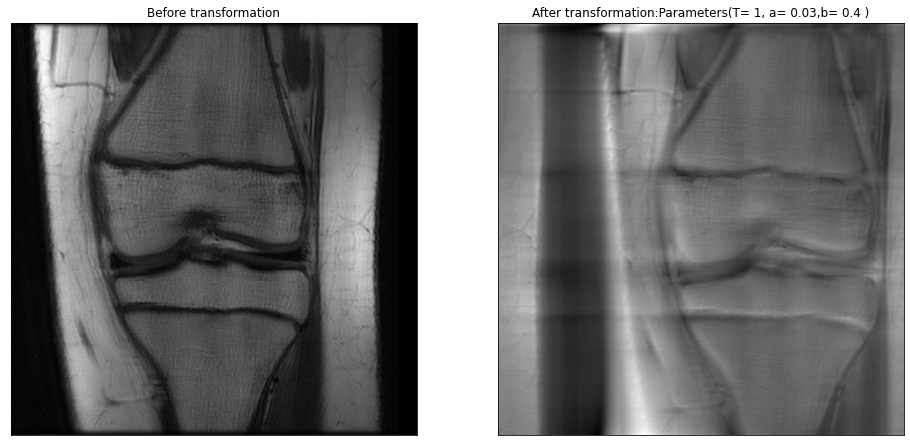 Before transformation
After transformation:Parameters(T= 1, a= 0.03,b= 0.4 )